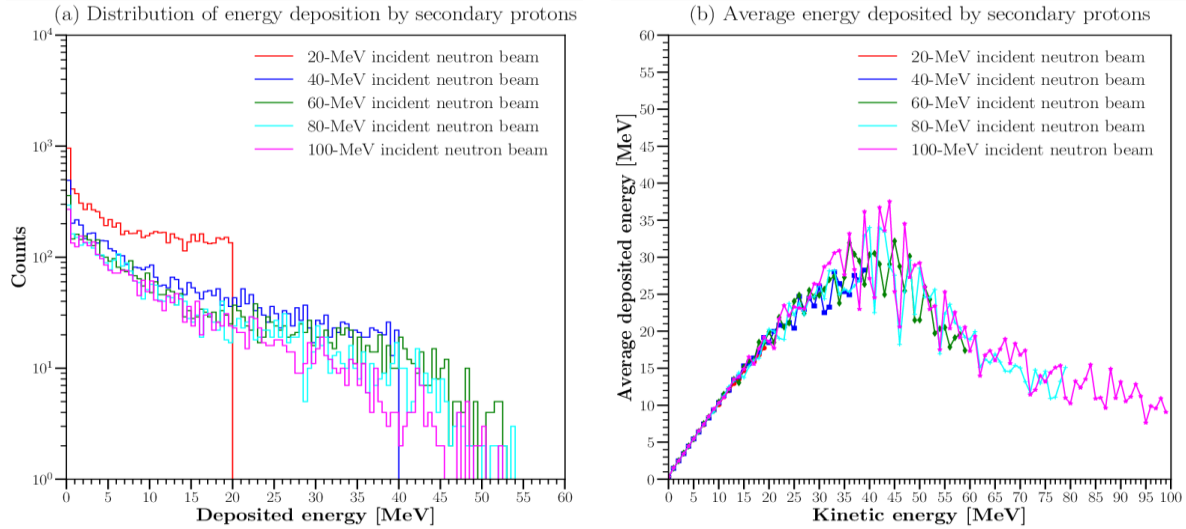 (a) Distribution of energy deposition by secondary protons
10^4
10^3
10^2
10^1
10^0
Counts
20-MeV incident neutron beam
40-MeV incident neutron beam
60-MeV incident neutron beam
80-MeV incident neutron beam
100-MeV incident neutron beam
0 5 10 15 20 25 30 35 40 45 50 55 60
Deposited energy [MeV]
(b) Average energy deposited by secondary protons
60
55
50
45
40
35
30
25
20
15
10
5
0
Average deposited energy [MeV]
20-MeV incident neutron beam
40-MeV incident neutron beam
60-MeV incident neutron beam
80-MeV incident neutron beam
100-MeV incident neutron beam
0 5 10 15 20 25 30 35 40 45 50 55 60 65 70 75 80 85 90 95 100
Kinetic energy [MeV]